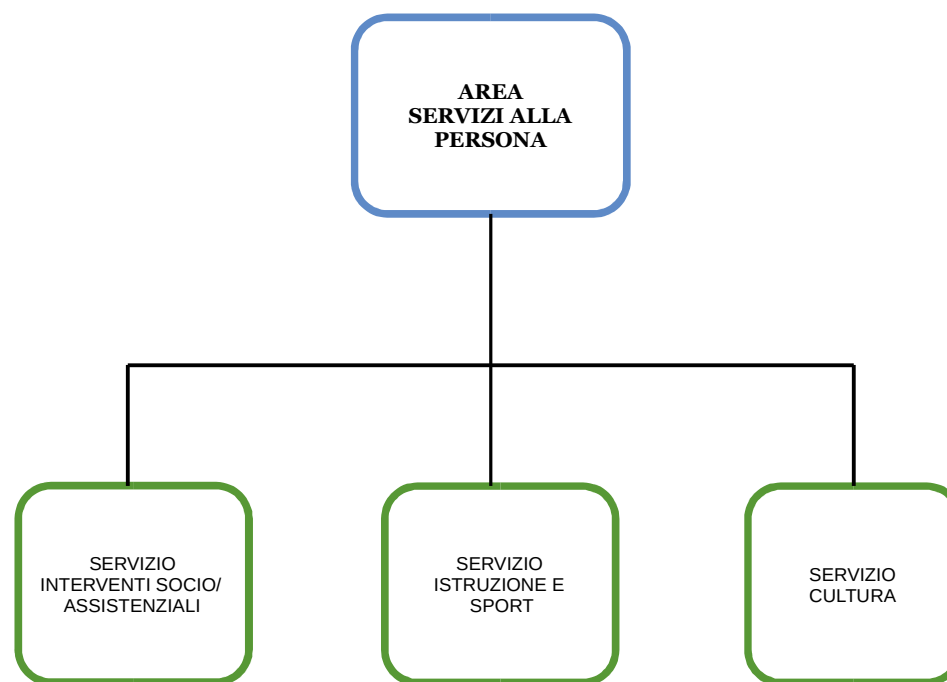 AREA
SERVIZI ALLA
PERSONA
SERVIZIO
INTERVENTI SOCIO/
ASSISTENZIALI
SERVIZIO
ISTRUZIONE E
SPORT
SERVIZIO
CULTURA